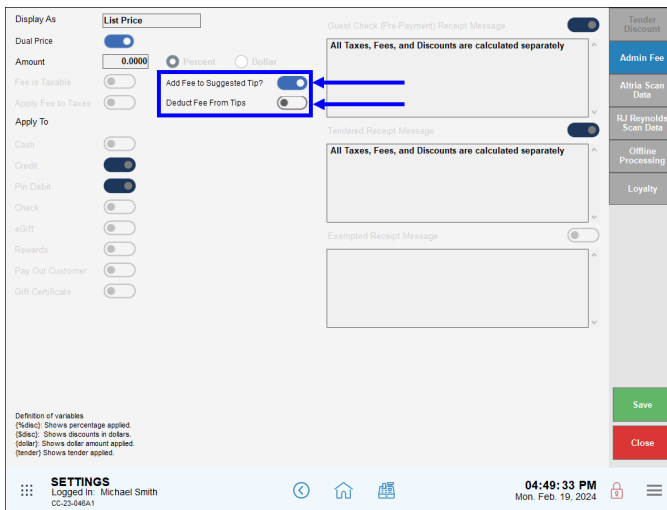 Display As
List Price
Dual Price
Amount
0.0000
Percent
Dollar
Fee is Taxable
Add Fee to Suggested Tip?
Apply Fee to Taxes
Deduct Fee From Tips
Apply To
Cash
Credit
Pin Debit
Check
eGift
Rewards
Pay Out Customer
Gift Certificate
Guest Check (Pre-Payment) Receipt Message
All Taxes, Fees, and Discounts are calculated separately
Tendered Receipt Message
All Taxes, Fees, and Discounts are calculated separately
Exempted Receipt Message
Tender
Discount
Admin Fee
Altria Scan
Data
RJ Reynolds
Scan Data
Offline
Processing
Loyalty
Save
Close
Definition of variables
{%disc}: Shows percentage applied.
{$disc}: Shows discounts in dollars.
{dollar}: Shows dollar amount applied.
{tender} Shows tender applied.
SETTINGS
Logged In: Michael Smith
CC-23-046A1
04:49:33 PM
Mon. Feb. 19, 2024